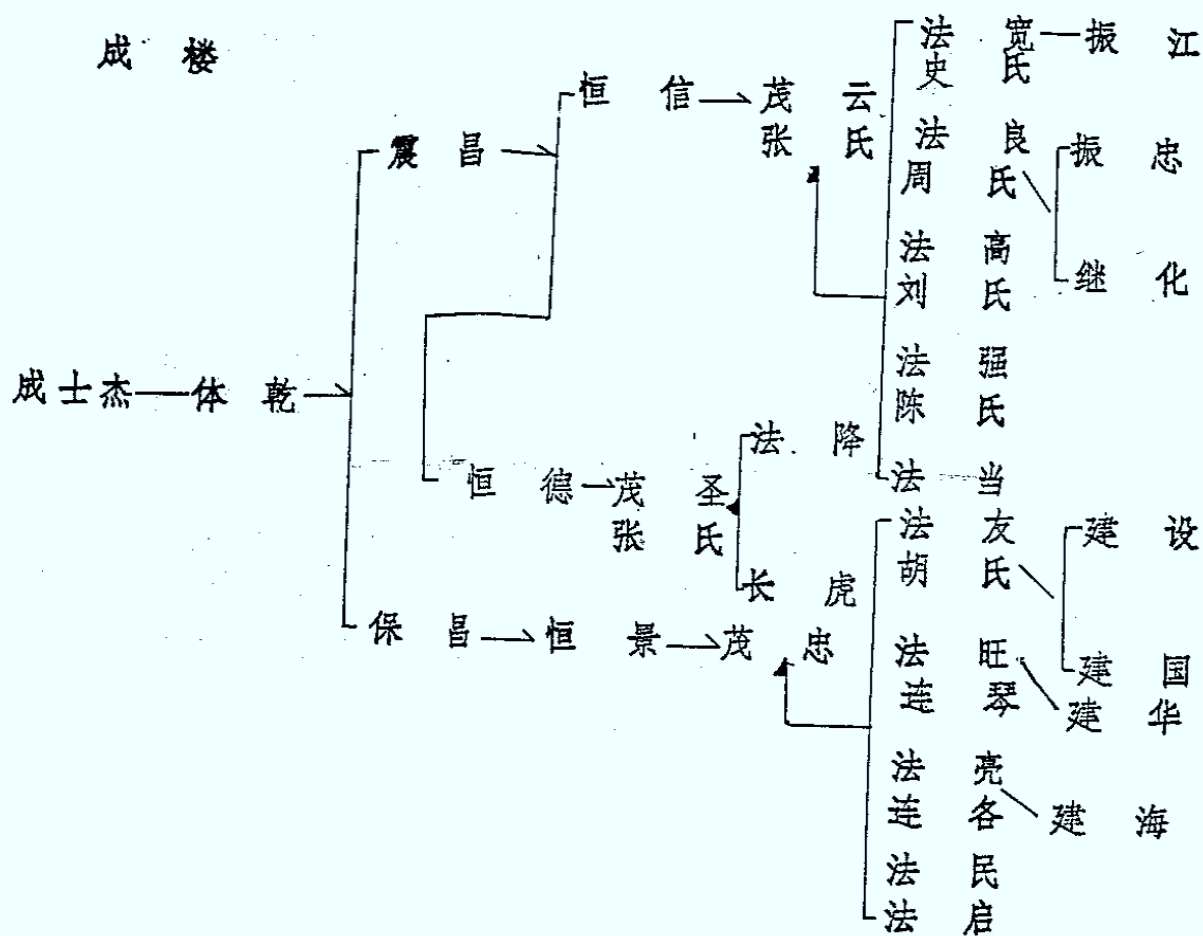 成楼
法宽 振江
史氏
恒信 茂云
张氏
震昌
法良 振忠
周氏
法高 继化
刘氏
法强
陈氏
成士杰 体乾
法降
恒德 茂圣 法当
张氏 法友 建设
胡氏
长虎
保昌 恒景 茂忠
法旺 建国
连琴 建华
法亮
连各 建海
法民
法启